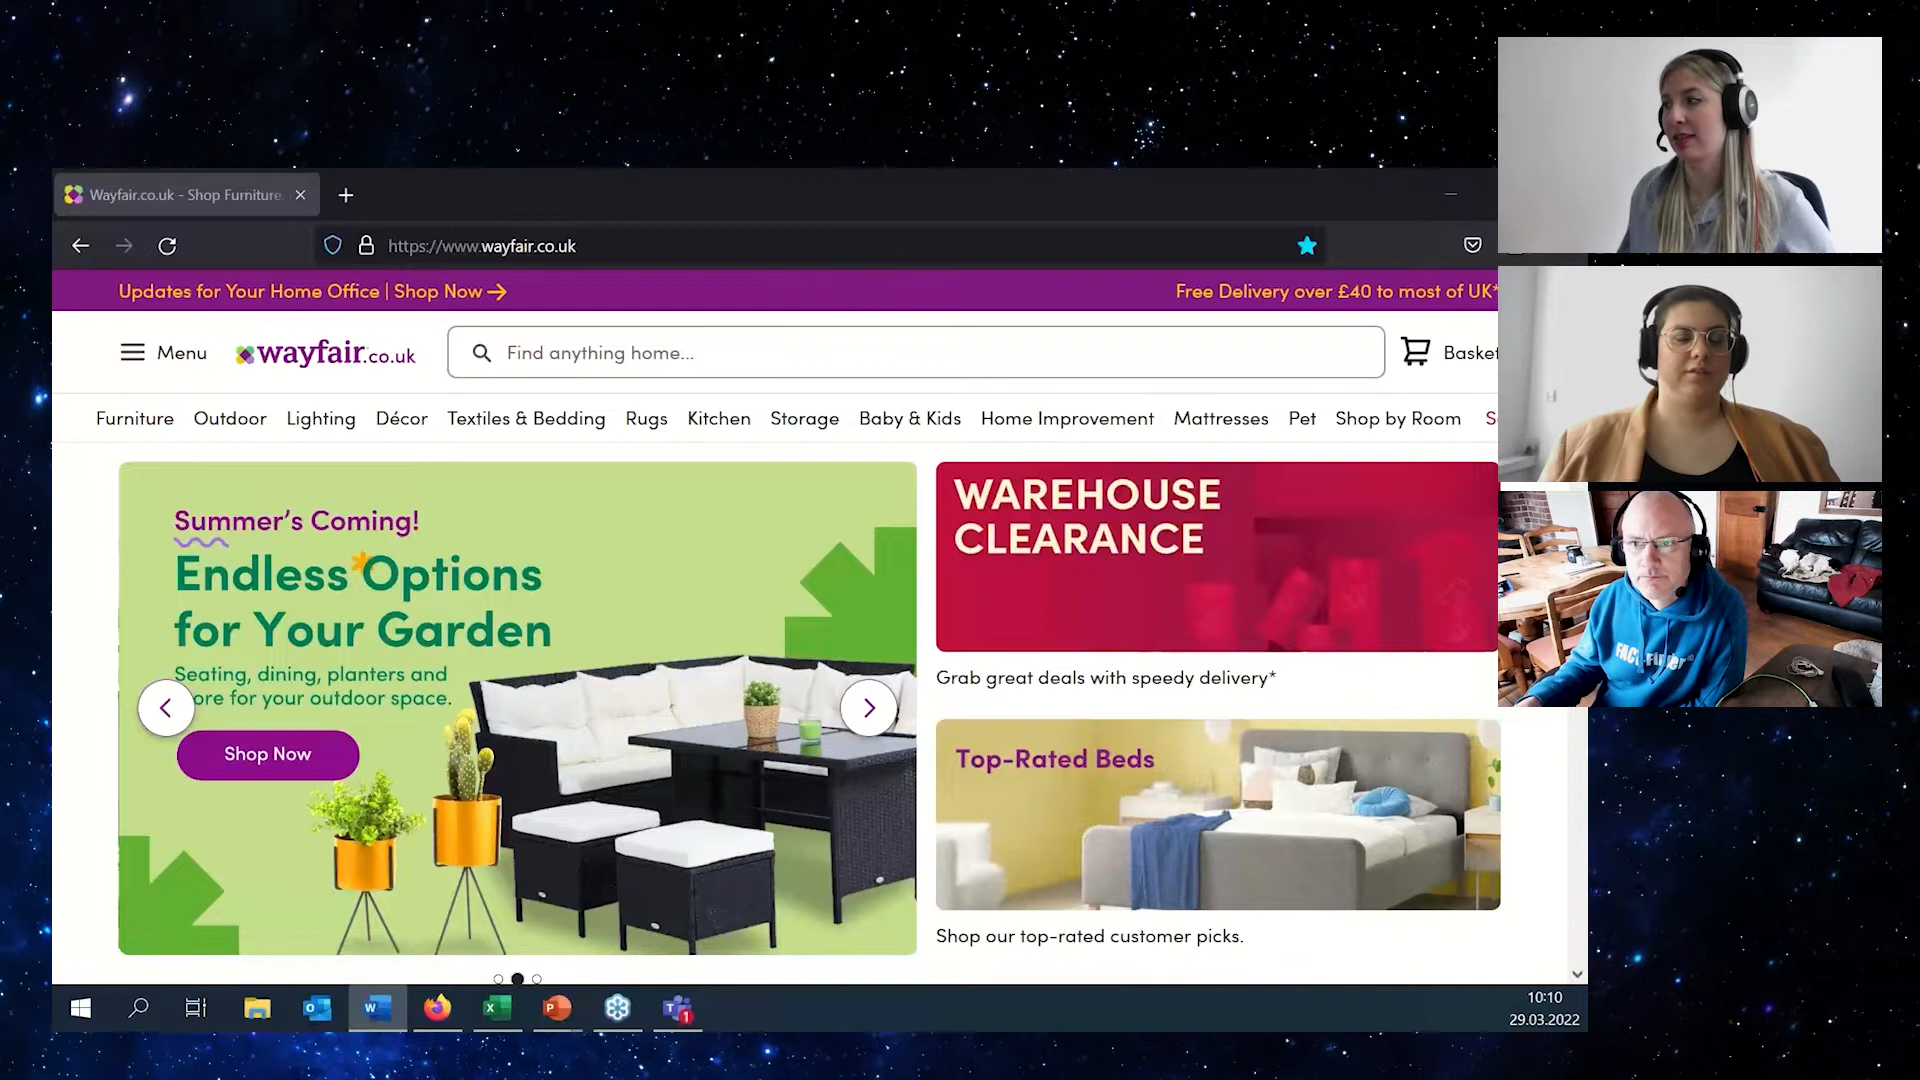 Wayfair.co.uk - Shop Furniture,
https://www.wayfair.co.uk
Updates for Your Home Office | Shop Now
Free Delivery over £40 to most of UK*
Menu
wayfair.co.uk
Find anything home...
Basket
Furniture Outdoor Lighting Décor Textiles & Bedding Rugs Kitchen Storage Baby & Kids Home Improvement Mattresses Pet Shop by Room S
Summer's Coming!
Endless Options
for Your Garden
Seating, dining, planters and
ore for your outdoor space.
Shop Now
WAREHOUSE
CLEARANCE
Grab great deals with speedy delivery*
Top-Rated Beds
Shop our top-rated customer picks.
FACT-Finder
10:10
29.03.2022